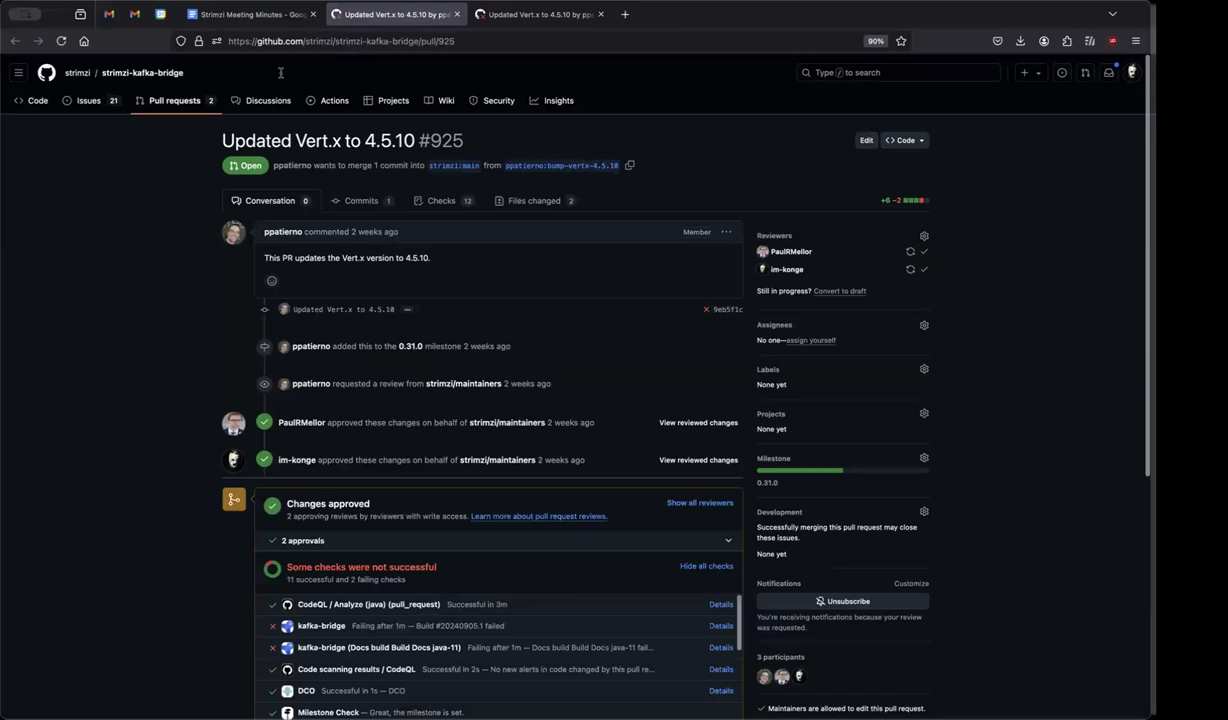 Strimzi Meeting Minutes - Goo
Updated Vert.x to 4.5.10 by ppa
Updated Vert.x to 4.5.10 by ppa
https://github.com/strimzi/strimzi-kafka-bridge/pull/925
90%
strimzi / strimzi-kafka-bridge
Type / to search
Code
Issues 21
Pull requests 2
Discussions
Actions
Projects
Wiki
Security
Insights
Updated Vert.x to 4.5.10 #925
Edit
Code
Open
ppatierno wants to merge 1 commit into strimzi:main from ppatierno:bump-vertx-4.5.10
Conversation 0
Commits 1
Checks 12
Files changed 2
+6 −2
ppatierno commented 2 weeks ago
Member
This PR updates the Vert.x version to 4.5.10.
Updated Vert.x to 4.5.10
9eb5f1c
ppatierno added this to the 0.31.0 milestone 2 weeks ago
ppatierno requested a review from strimzi/maintainers 2 weeks ago
PaulRMellor approved these changes on behalf of strimzi/maintainers 2 weeks ago
View reviewed changes
im-konge approved these changes on behalf of strimzi/maintainers 2 weeks ago
View reviewed changes
Changes approved
Show all reviewers
2 approving reviews by reviewers with write access. Learn more about pull request reviews.
2 approvals
Some checks were not successful
Hide all checks
11 successful and 2 failing checks
CodeQL / Analyze (java) (pull_request) Successful in 3m
Details
kafka-bridge Failing after 1m — Build #20240905.1 failed
Details
kafka-bridge (Docs build Build Docs java-11) Failing after 1m — Docs build Build Docs java-11 fail...
Details
Code scanning results / CodeQL Successful in 2s — No new alerts in code changed by this pull re...
Details
DCO Successful in 1s — DCO
Details
Milestone Check — Great, the milestone is set.
Reviewers
PaulRMellor
im-konge
Still in progress? Convert to draft
Assignees
No one—assign yourself
Labels
None yet
Projects
None yet
Milestone
0.31.0
Development
Successfully merging this pull request may close
these issues.
None yet
Notifications
Customize
Unsubscribe
You're receiving notifications because your review
was requested.
3 participants
Maintainers are allowed to edit this pull request.